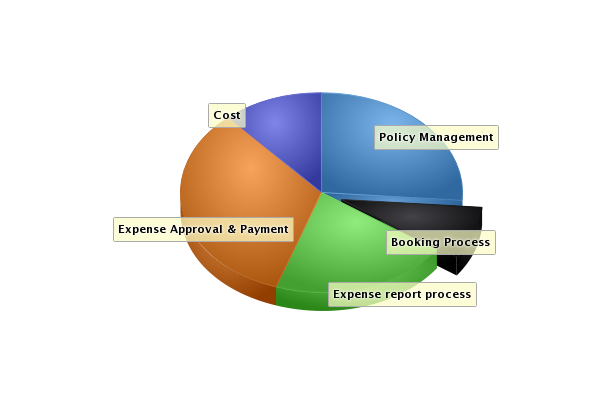 Cost
Policy Management
Expense Approval & Payment
Booking Process
Expense report process